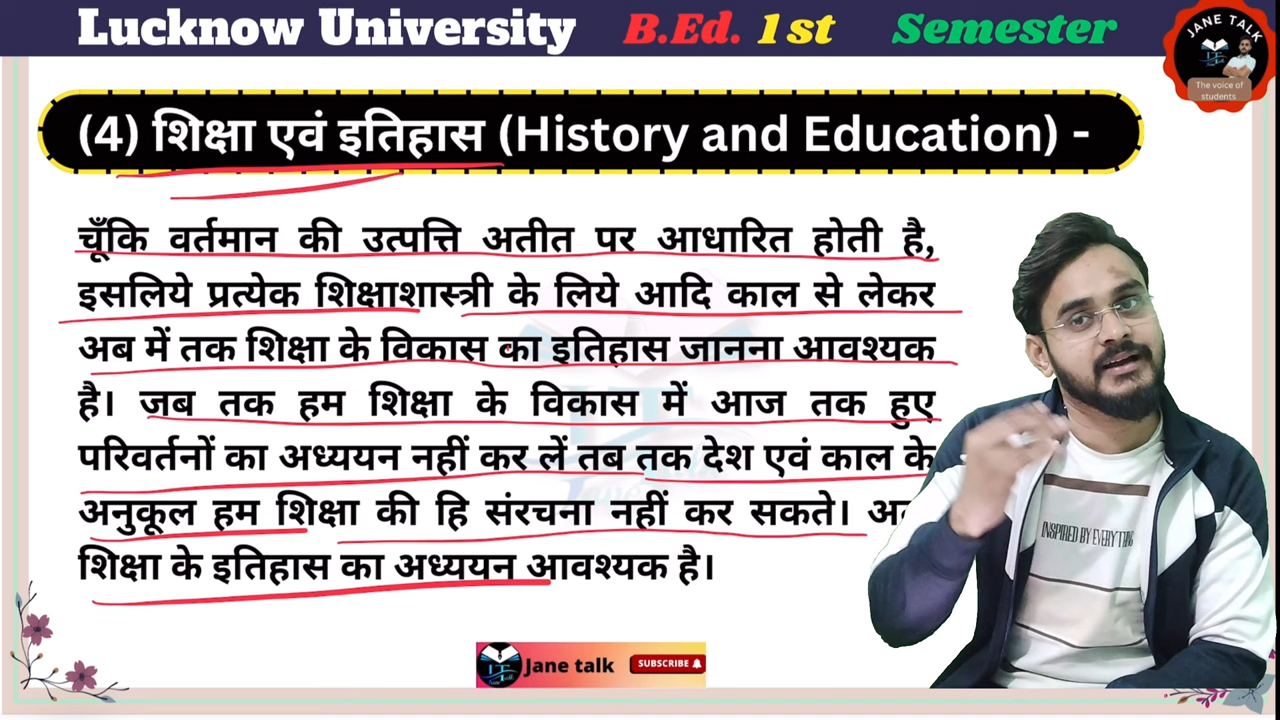 Lucknow University B.Ed. 1st Semester
JANE TALK
The voice of
students
(4) शिक्षा एवं इतिहास (History and Education) -
चूँकि वर्तमान की उत्पत्ति अतीत पर आधारित होती है,
इसलिये प्रत्येक शिक्षाशास्त्री के लिये आदि काल से लेकर
अब में तक शिक्षा के विकास का इतिहास जानना आवश्यक
है। जब तक हम शिक्षा के विकास में आज तक हुए
परिवर्तनों का अध्ययन नहीं कर लें तब तक देश एवं काल के
अनुकूल हम शिक्षा की हि संरचना नहीं कर सकते।
शिक्षा के इतिहास का अध्ययन आवश्यक है।
INSPIRED BY EVERYTHING
Jane talk SUBSCRIBE
JANE TALK